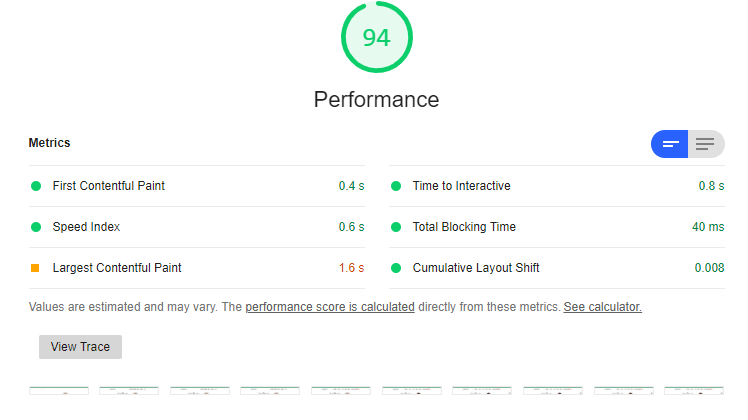 94
Performance
Metrics
First Contentful Paint 0.4 s
Time to Interactive 0.8 s
Speed Index 0.6 s
Total Blocking Time 40 ms
Largest Contentful Paint 1.6 s
Cumulative Layout Shift 0.008
Values are estimated and may vary. The performance score is calculated directly from these metrics. See calculator.
View Trace